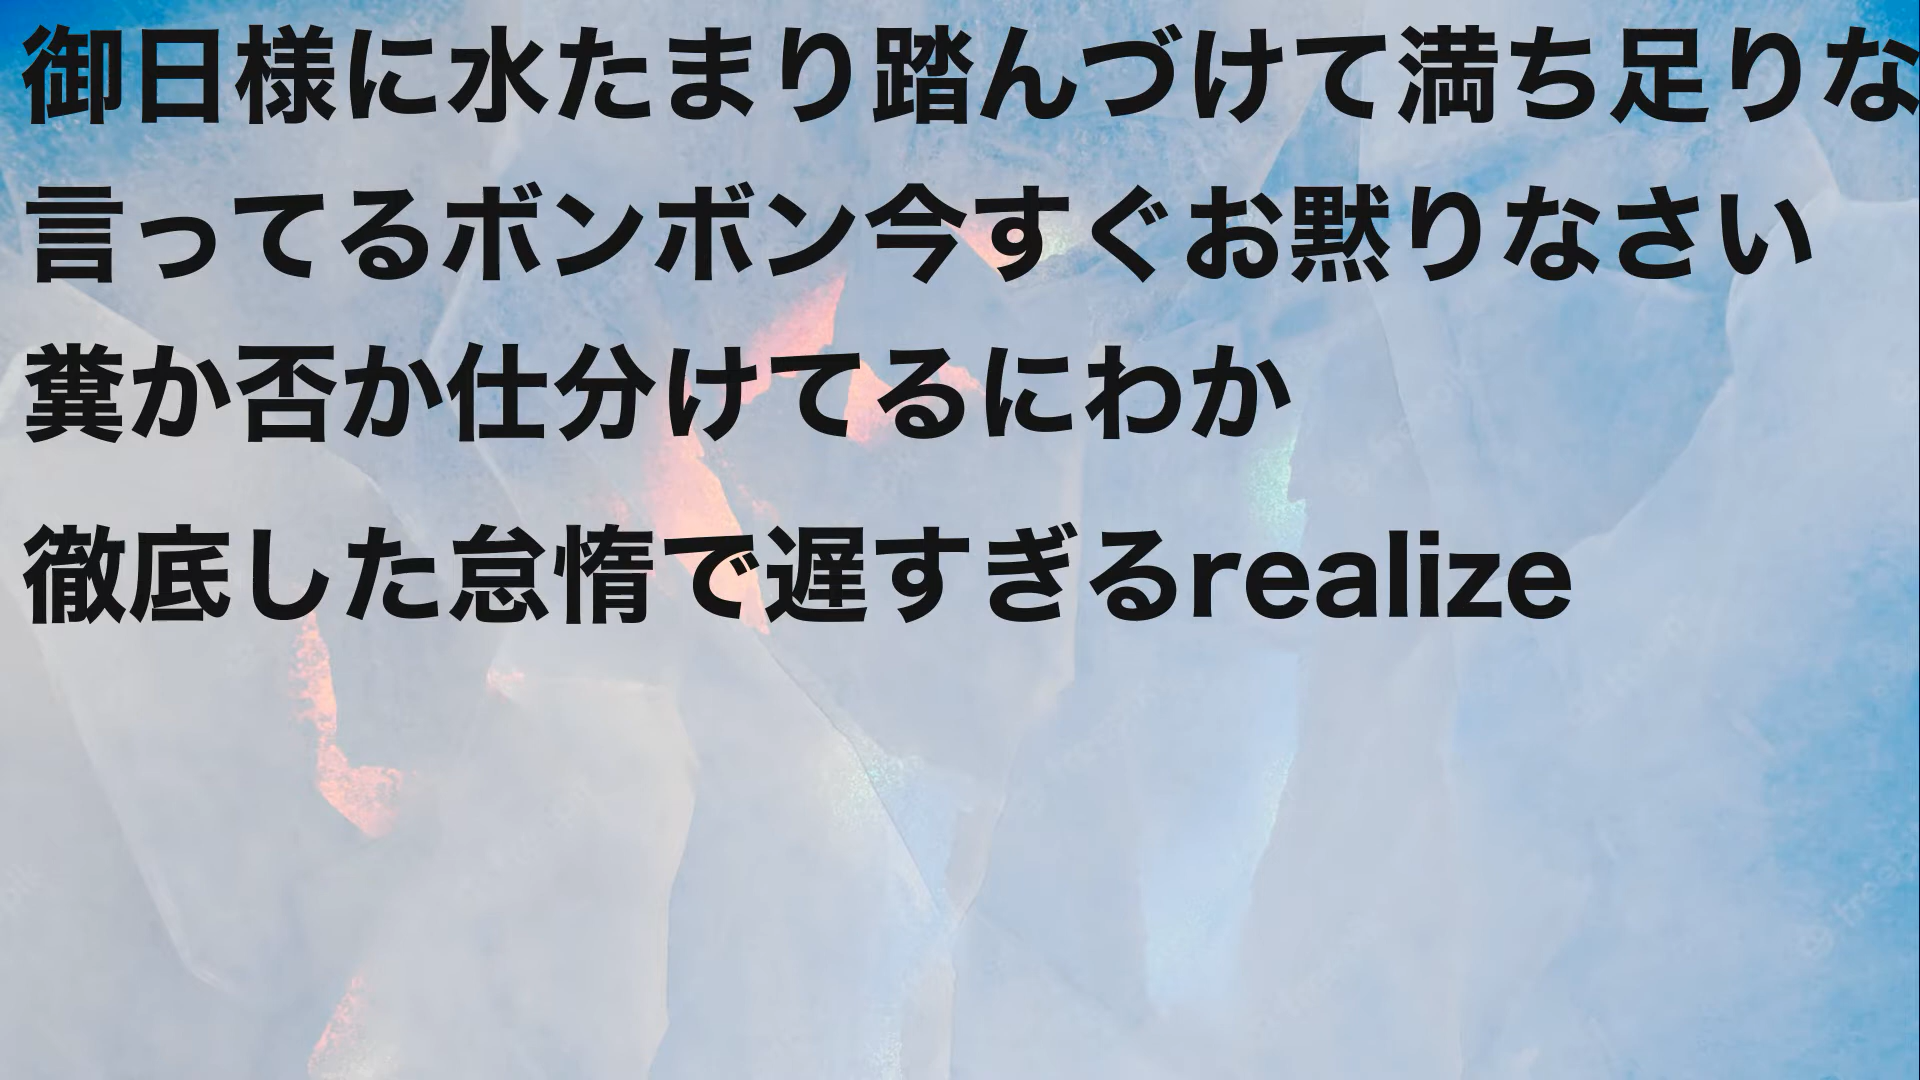 御日様に水たまり踏んづけて満ち足りな
言ってるボンボン今すぐお黙りなさい
糞か否か仕分けてるにわか
徹底した怠惰で遅すぎるrealize